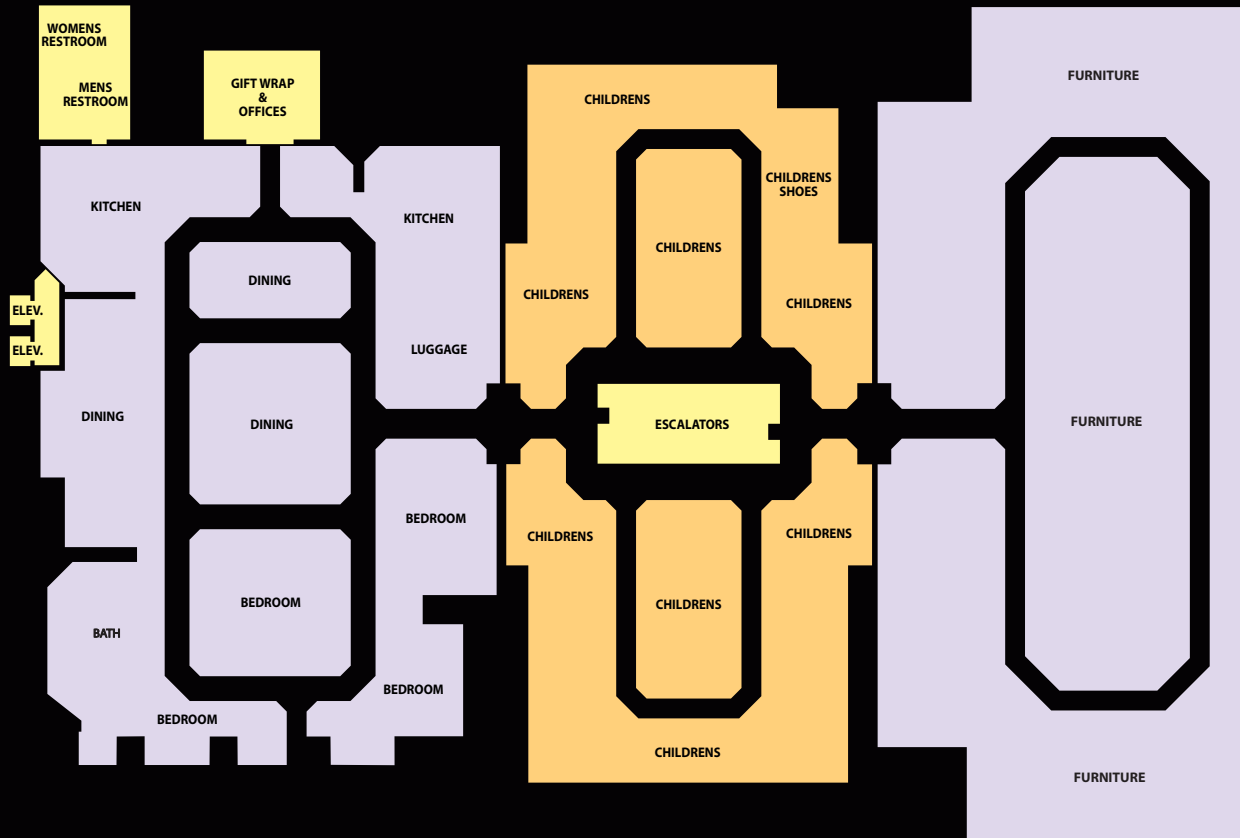 WOMENS
RESTROOM
MENS
RESTROOM
GIFT WRAP
&
OFFICES
KITCHEN
KITCHEN
DINING
ELEV.
ELEV.
LUGGAGE
DINING
DINING
BEDROOM
BEDROOM
BATH
BEDROOM
BEDROOM
CHILDRENS
CHILDRENS
SHOES
CHILDRENS
CHILDRENS
CHILDRENS
ESCALATORS
CHILDRENS
CHILDRENS
CHILDRENS
CHILDRENS
FURNITURE
FURNITURE
FURNITURE